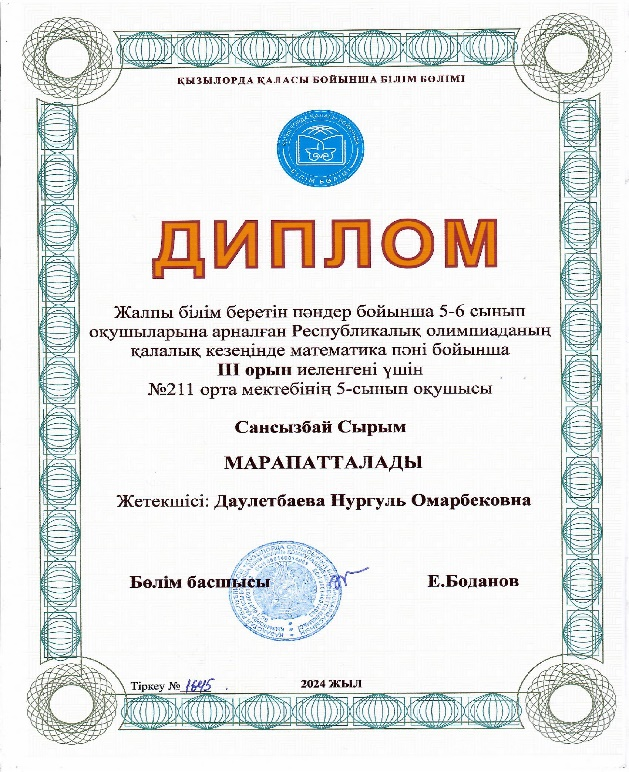 ҚЫЗЫЛОРДА ҚАЛАСЫ БОЙЫНША БІЛІМ БӨЛІМІ
БІЛІМ БӨЛІМІ
ДИПЛОМ
Жалпы білім беретін пәндер бойынша 5-6 сынып
оқушыларына арналған Республикалық олимпиаданың
қалалық кезеңінде математика пәні бойынша
III орын иеленгені үшін
№211 орта мектебінің 5-сынып оқушысы
Сансызбай Сырым
МАРАПАТТАЛАДЫ
Жетекшісі: Даулетбаева Нургуль Омарбековна
Бөлім басшысы Е.Боданов
Тіркеу № 1645
2024 ЖЫЛ